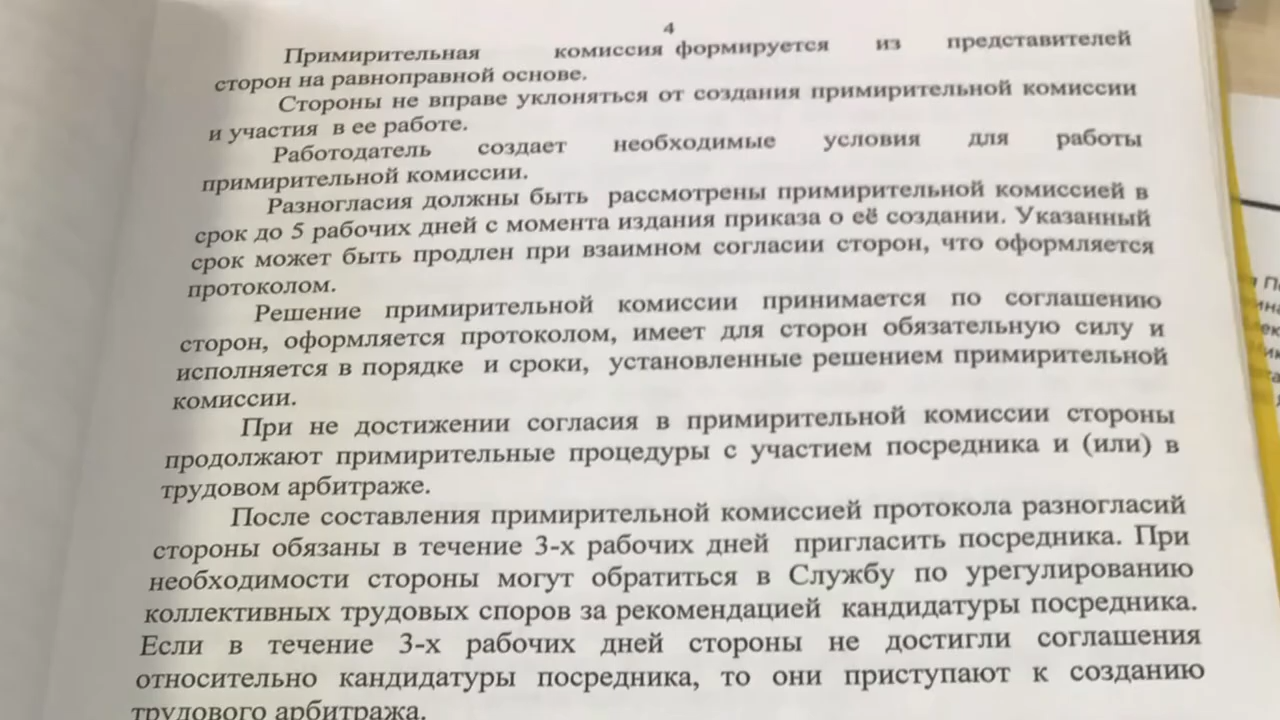 4
Примирительная комиссия формируется из представителей
сторон на равноправной основе.
Стороны не вправе уклоняться от создания примирительной комиссии
и участия в ее работе.
Работодатель создает необходимые условия для работы
примирительной комиссии.
Разногласия должны быть рассмотрены примирительной комиссией в
срок до 5 рабочих дней с момента издания приказа о её создании. Указанный
срок может быть продлен при взаимном согласии сторон, что оформляется
протоколом.
Решение примирительной комиссии принимается по соглашению
сторон, оформляется протоколом, имеет для сторон обязательную силу и
исполняется в порядке и сроки, установленные решением примирительной
комиссии.
При не достижении согласия в примирительной комиссии стороны
продолжают примирительные процедуры с участием посредника и (или) в
трудовом арбитраже.
После составления примирительной комиссией протокола разногласий
стороны обязаны в течение 3-х рабочих дней пригласить посредника. При
необходимости стороны могут обратиться в Службу по урегулированию
коллективных трудовых споров за рекомендацией кандидатуры посредника.
Если в течение 3-х рабочих дней стороны не достигли соглашения
относительно кандидатуры посредника, то они приступают к созданию
трудового арбитража.